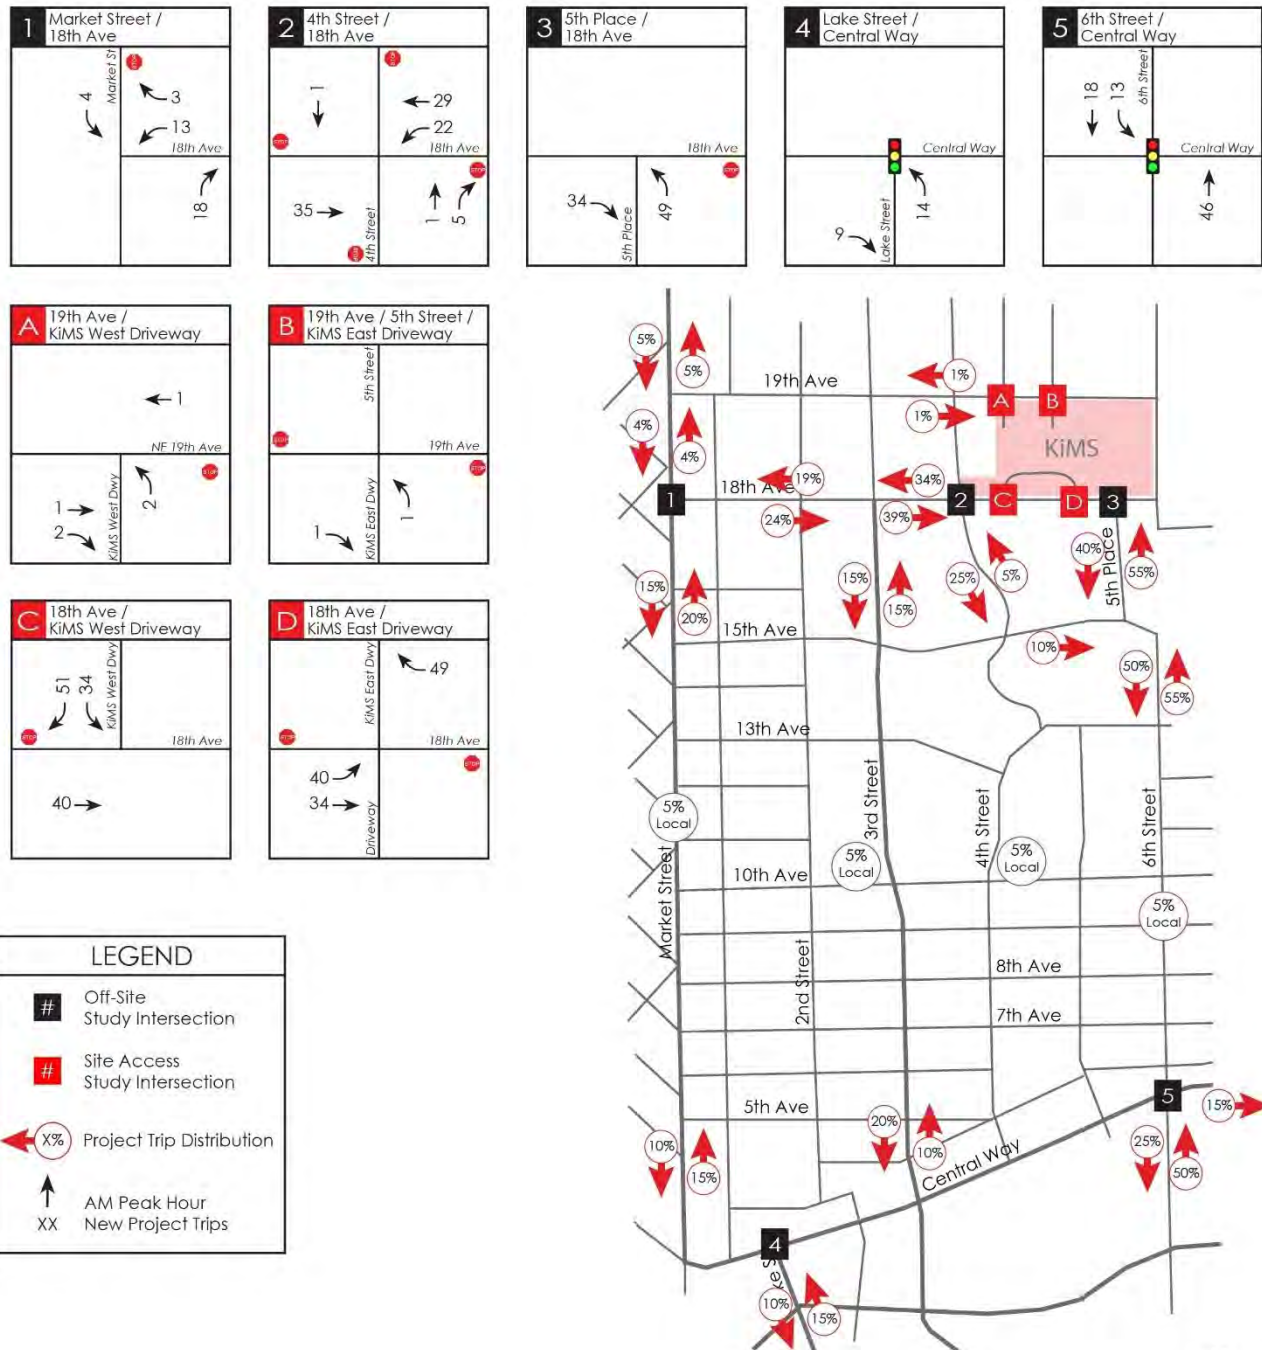 1
Market Street /
18th Ave
Market St
STOP
4
3
13
18th Ave
18
2
4th Street /
18th Ave
STOP
1
29
22
STOP
18th Ave
STOP
35
1
5
4th Street
3
5th Place /
18th Ave
18th Ave
STOP
34
49
5th Place
4
Lake Street /
Central Way
Central Way
14
9
Lake Street
5
6th Street /
Central Way
18
13
6th Street
Central Way
46
A
19th Ave /
KiMS West Driveway
1
NE 19th Ave
STOP
1
2
2
KiMS West Dwy
B
19th Ave / 5th Street /
KiMS East Driveway
5th Street
STOP
19th Ave
STOP
1
1
KiMS East Dwy
C
18th Ave /
KiMS West Driveway
51
34
KiMS West Dwy
STOP
18th Ave
40
D
18th Ave /
KiMS East Driveway
KiMS East Dwy
49
STOP
18th Ave
STOP
40
34
Driveway
LEGEND
#
Off-Site
Study Intersection
#
Site Access
Study Intersection
X%
Project Trip Distribution
XX
AM Peak Hour
New Project Trips
5%
5%
19th Ave
1%
1%
A
B
KiMS
4%
4%
19%
34%
18th Ave
1
2
C
D
3
24%
39%
15%
20%
15%
15%
25%
5%
40%
55%
5th Place
15th Ave
10%
50%
55%
13th Ave
3rd Street
4th Street
6th Street
5%
Local
5%
Local
5%
Local
5%
Local
Market Street
10th Ave
8th Ave
2nd Street
7th Ave
5th Ave
5
15%
10%
15%
20%
10%
25%
50%
Central Way
4
10%
15%